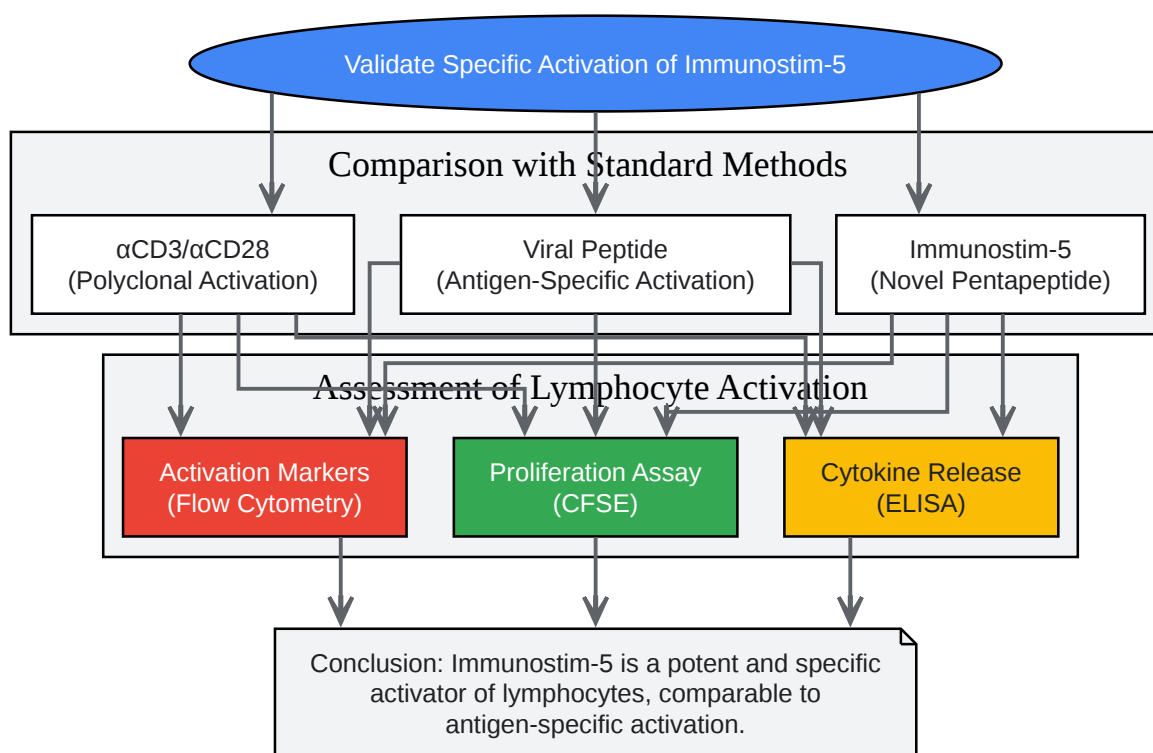 Validate Specific Activation of Immunostim-5
Comparison with Standard Methods
αCD3/αCD28
(Polyclonal Activation)
Viral Peptide
(Antigen-Specific Activation)
Immunostim-5
(Novel Pentapeptide)
Assessment of Lymphocyte Activation
Activation Markers
(Flow Cytometry)
Proliferation Assay
(CFSE)
Cytokine Release
(ELISA)
Conclusion: Immunostim-5 is a potent and specific
activator of lymphocytes, comparable to
antigen-specific activation.